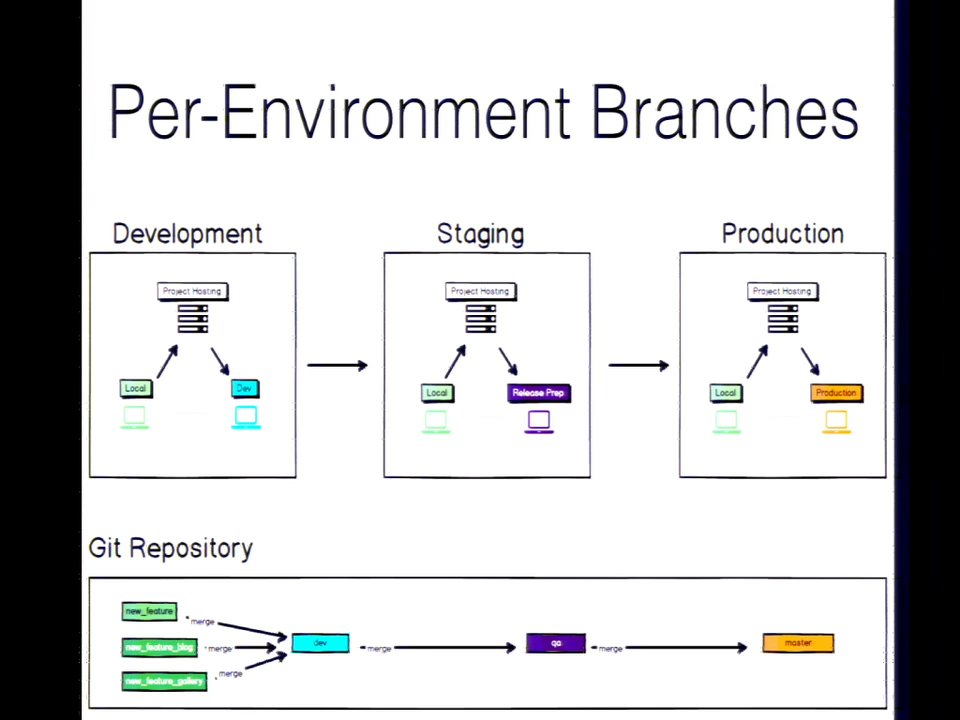 Per-Environment Branches
Development
Staging
Production
Project Hosting
Project Hosting
Project Hosting
Local
Dev
Local
Release Prep
Local
Production
Git Repository
new_feature
merge
new_feature_blog
merge
new_feature_gallery
merge
dev
merge
qa
merge
master